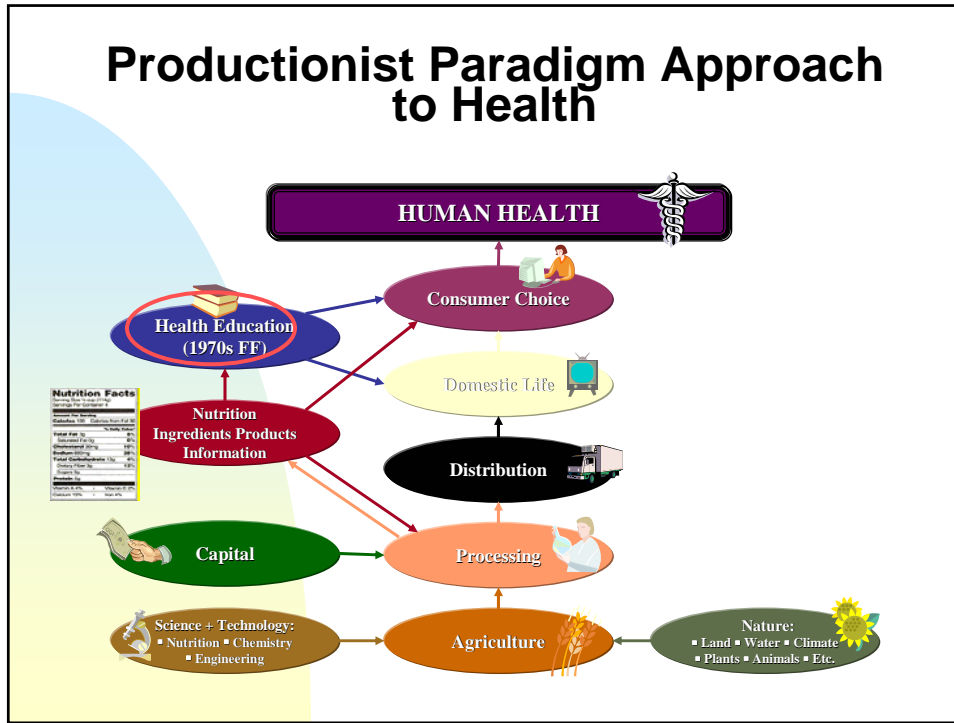 Productionist Paradigm Approach
to Health
HUMAN HEALTH
Consumer Choice
Health Education
(1970s FF)
Domestic Life
Nutrition Facts
Nutrition
Ingredients Products
Information
Distribution
Capital
Processing
Science + Technology:
▪ Nutrition ▪ Chemistry
▪ Engineering
Agriculture
Nature:
▪ Land ▪ Water ▪ Climate
▪ Plants ▪ Animals ▪ Etc.